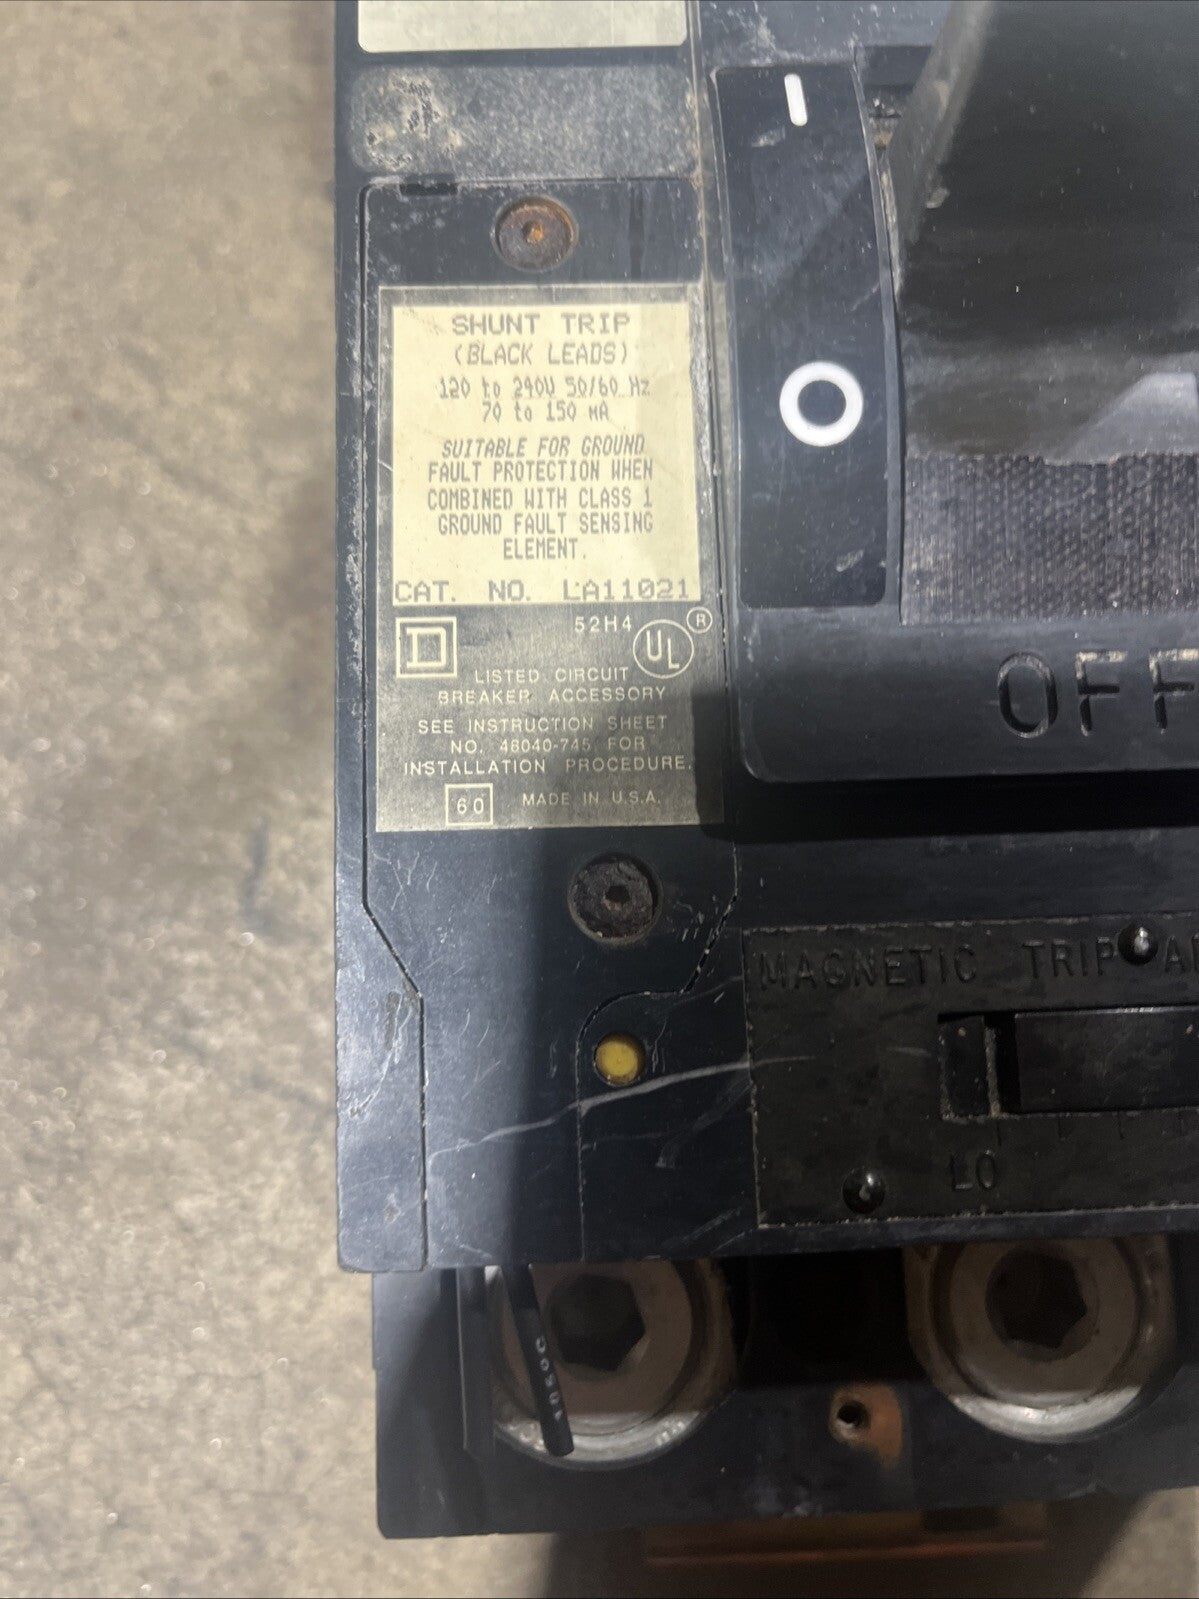 SHUNT TRIP
(BLACK LEADS)
120 to 240V 50/60 Hz
70 to 150 mA
SUITABLE FOR GROUND
FAULT PROTECTION WHEN
COMBINED WITH CLASS 1
GROUND FAULT SENSING
ELEMENT.
CAT. NO. LA11021
D
52H4
UL
®
LISTED CIRCUIT
BREAKER ACCESSORY
SEE INSTRUCTION SHEET
NO. 48040-745 FOR
INSTALLATION PROCEDURE.
60 MADE IN U.S.A.
I
O
OFF
MAGNETIC TRIP
LO
105°C